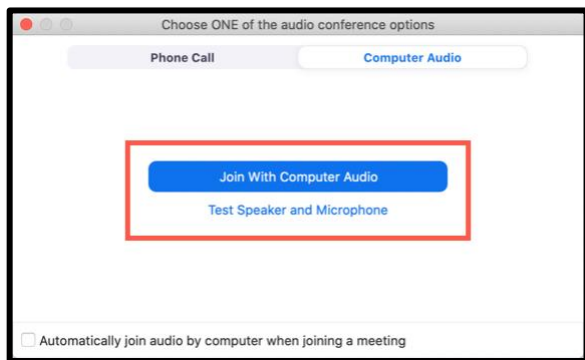 Choose ONE of the audio conference options
Phone Call
Computer Audio
Join With Computer Audio
Test Speaker and Microphone
Automatically join audio by computer when joining a meeting